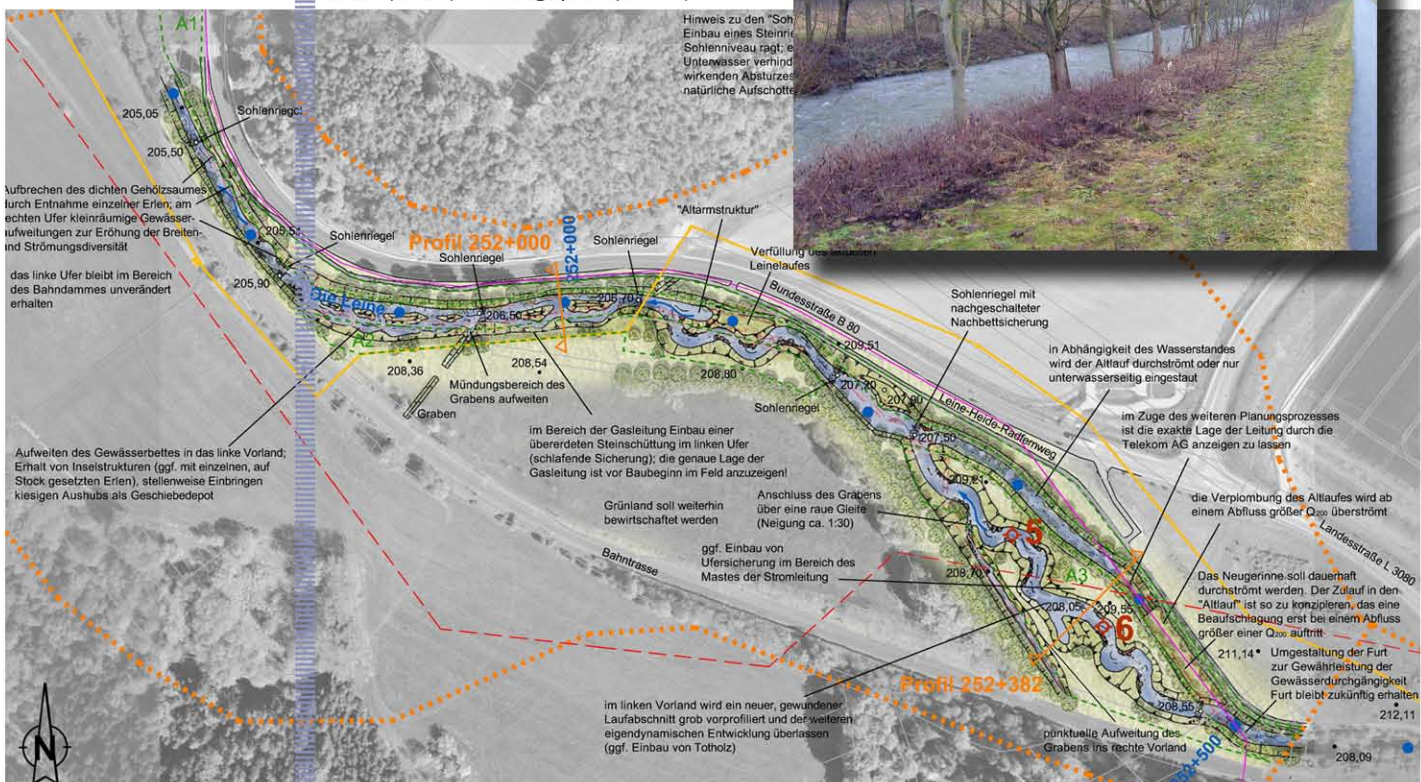 Hinweis zu den "Soh
Einbau eines Steinri
Sohlenniveau ragt; e
Unterwasser verhind
wirkenden Absturzes
natürliche Aufschotte
A1
205,05
Sohlenriegel
205,50
Aufbrechen des dichten Gehölzsaumes
durch Entnahme einzelner Erlen; am
rechten Ufer kleinräumige Gewässer-
aufweitungen zur Eröhung der Breiten-
und Strömungsdiversität
205,51
Sohlenriegel
das linke Ufer bleibt im Bereich
des Bahndammes unverändert
erhalten
205,90
Die Leine
Profil 252+000
Sohlenriegel
252+000
Sohlenriegel
"Altarmstruktur"
Verfüllung des aktuellen
Leinelaufes
206,50
206,70
Bundesstraße B 80
A2
208,36
208,54
208,80
209,51
Mündungsbereich des
Grabens aufweiten
Graben
Sohlenriegel
207,20
207,90
207,50
Leine-Heide-Radfernweg
Sohlenriegel mit
nachgeschalteter
Nachbettsicherung
in Abhängigkeit des Wasserstandes
wird der Altlauf durchströmt oder nur
unterwasserseitig eingestaut
im Zuge des weiteren Planungsprozesses
ist die exakte Lage der Leitung durch die
Telekom AG anzeigen zu lassen
Aufweiten des Gewässerbettes in das linke Vorland;
Erhalt von Inselstrukturen (ggf. mit einzelnen, auf
Stock gesetzten Erlen), stellenweise Einbringen
kiesigen Aushubs als Geschiebedepot
im Bereich der Gasleitung Einbau einer
übererdeten Steinschüttung im linken Ufer
(schlafende Sicherung); die genaue Lage der
Gasleitung ist vor Baubeginn im Feld anzuzeigen!
Grünland soll weiterhin
bewirtschaftet werden
209,21
Anschluss des Grabens
über eine raue Gleite
(Neigung ca. 1:30)
die Verplombung des Altlaufes wird ab
einem Abfluss größer Q200 überströmt
Landesstraße L 3080
Bahntrasse
ggf. Einbau von
Ufersicherung im Bereich des
Mastes der Stromleitung
5
208,70
A3
208,05
209,55
6
Das Neugerinne soll dauerhaft
durchströmt werden. Der Zulauf in den
"Altlauf" ist so zu konzipieren, das eine
Beaufschlagung erst bei einem Abfluss
größer einer Q200 auftritt
211,14
Umgestaltung der Furt
zur Gewährleistung der
Gewässerdurchgängigkeit
Furt bleibt zukünftig erhalten
Profil 252+382
im linken Vorland wird ein neuer, gewundener
Laufabschnitt grob vorprofiliert und der weiteren
eigendynamischen Entwicklung überlassen
(ggf. Einbau von Totholz)
208,55
212,11
punktuelle Aufweitung des
Grabens ins rechte Vorland
252+500
208,09
N